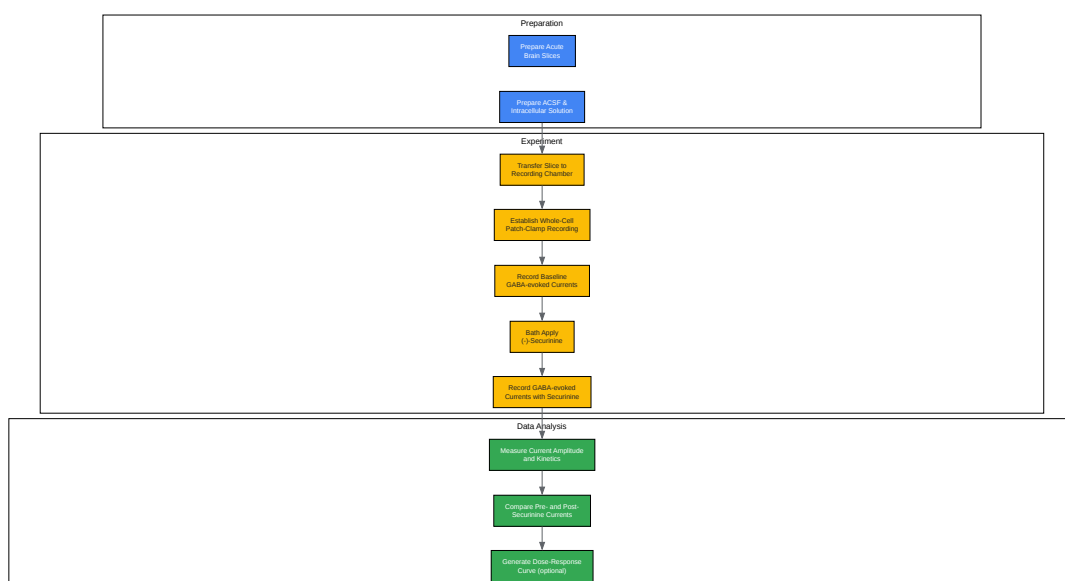 Preparation
Prepare Acute
Brain Slices
Prepare ACSF &
Intracellular Solution
Experiment
Transfer Slice to
Recording Chamber
Establish Whole-Cell
Patch-Clamp Recording
Record Baseline
GABA-evoked Currents
Bath Apply
(-)-Securinine
Record GABA-evoked
Currents with Securinine
Data Analysis
Measure Current Amplitude
and Kinetics
Compare Pre- and Post-
Securinine Currents
Generate Dose-Response
Curve (optional)